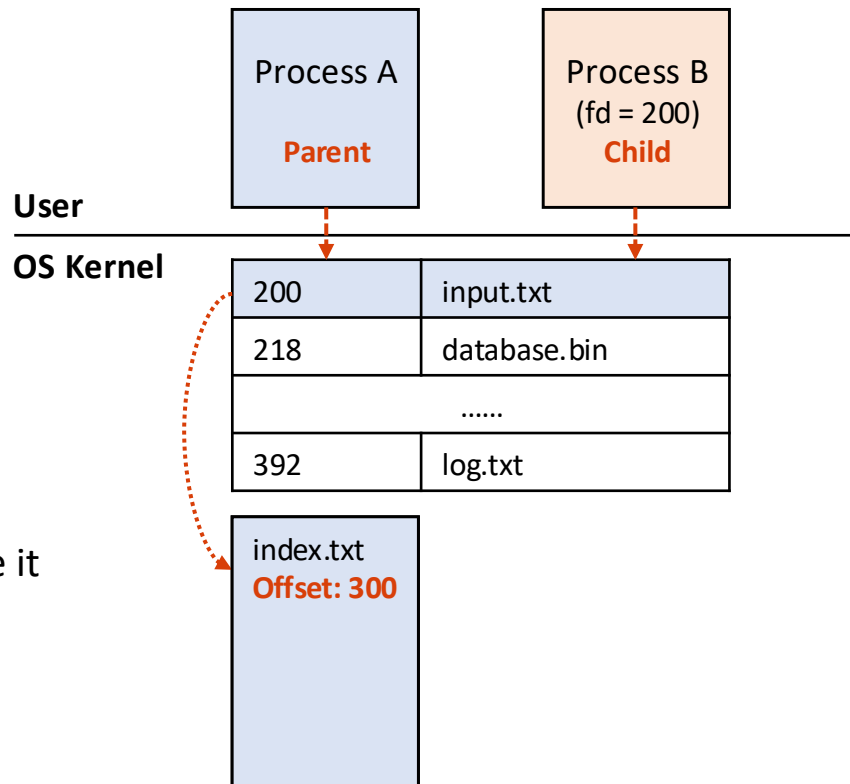 Process A
Parent
Process B
(fd = 200)
Child
User
OS Kernel
200 input.txt
218 database.bin
......
392 log.txt
e it
index.txt
Offset: 300